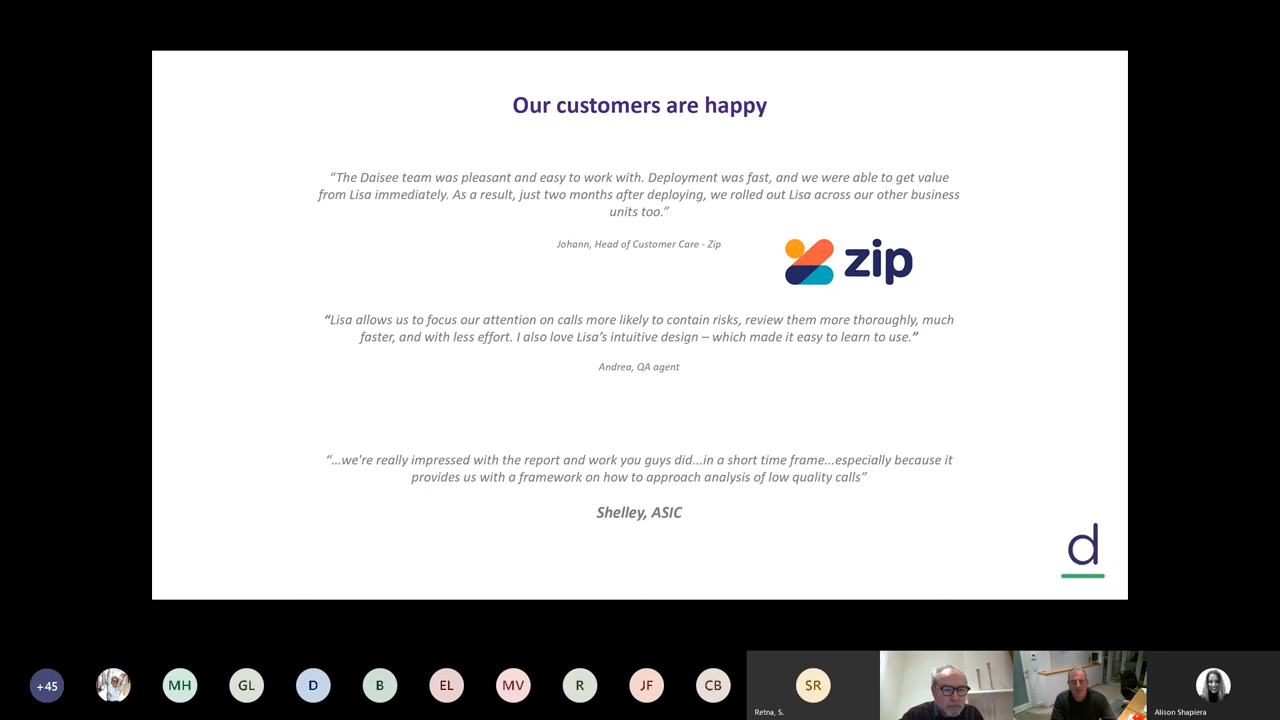 Our customers are happy
“The Daisee team was pleasant and easy to work with. Deployment was fast, and we were able to get value
from Lisa immediately. As a result, just two months after deploying, we rolled out Lisa across our other business
units too.”
Johann, Head of Customer Care - Zip
zip
“Lisa allows us to focus our attention on calls more likely to contain risks, review them more thoroughly, much
faster, and with less effort. I also love Lisa’s intuitive design – which made it easy to learn to use.”
Andrea, QA agent
“…we're really impressed with the report and work you guys did...in a short time frame...especially because it
provides us with a framework on how to approach analysis of low quality calls”
Shelley, ASIC
d
+45
MH
GL
D
B
EL
MV
R
JF
CB
SR
Retna, S.
Alison Shapiera